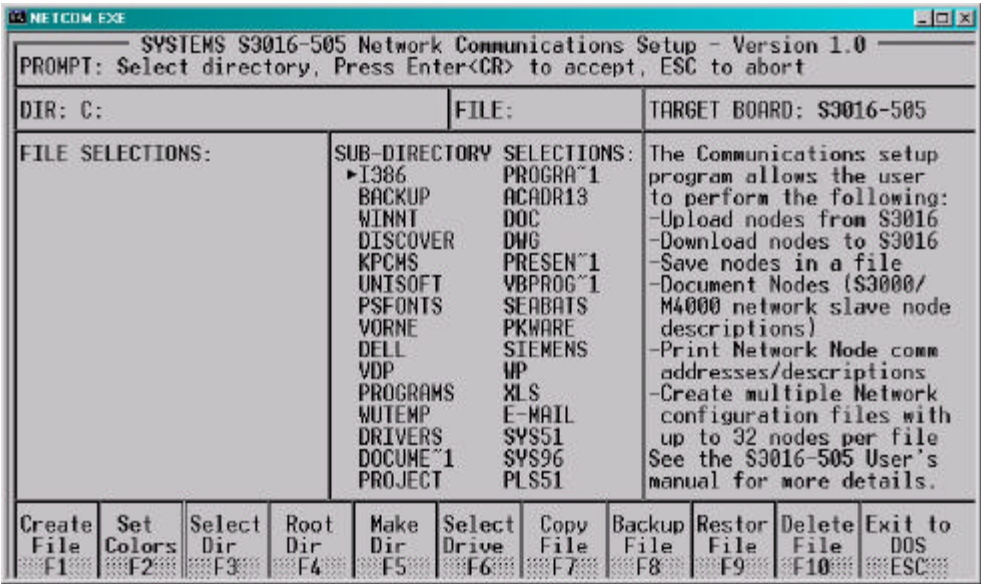 NETCOM.EXE
SYSTEMS S3016-505 Network Communications Setup - Version 1.0
PROMPT: Select directory, Press Enter<CR> to accept, ESC to abort
DIR: C:
FILE:
TARGET BOARD: S3016-505
FILE SELECTIONS:
SUB-DIRECTORY SELECTIONS:
►I386 PROGRA~1
BACKUP ACADR13
WINNT DOC
DISCOVER DWG
KPCMS PRESEN~1
UNISOFT VBPROG~1
PSFONTS SEABATS
VORNE PKWARE
DELL SIEMENS
VDP WP
PROGRAMS XLS
WUTEMP E-MAIL
DRIVERS SYS51
DOCUME~1 SYS96
PROJECT PLS51
The Communications setup
program allows the user
to perform the following:
-Upload nodes from S3016
-Download nodes to S3016
-Save nodes in a file
-Document Nodes (S3000/
M4000 network slave node
descriptions)
-Print Network Node comm
addresses/descriptions
-Create multiple Network
configuration files with
up to 32 nodes per file
See the S3016-505 User's
manual for more details.
Create File F1
Set Colors F2
Select Dir F3
Root Dir F4
Make Dir F5
Select Drive F6
Copy File F7
Backup File F8
Restor File F9
Delete File F10
Exit to DOS ESC